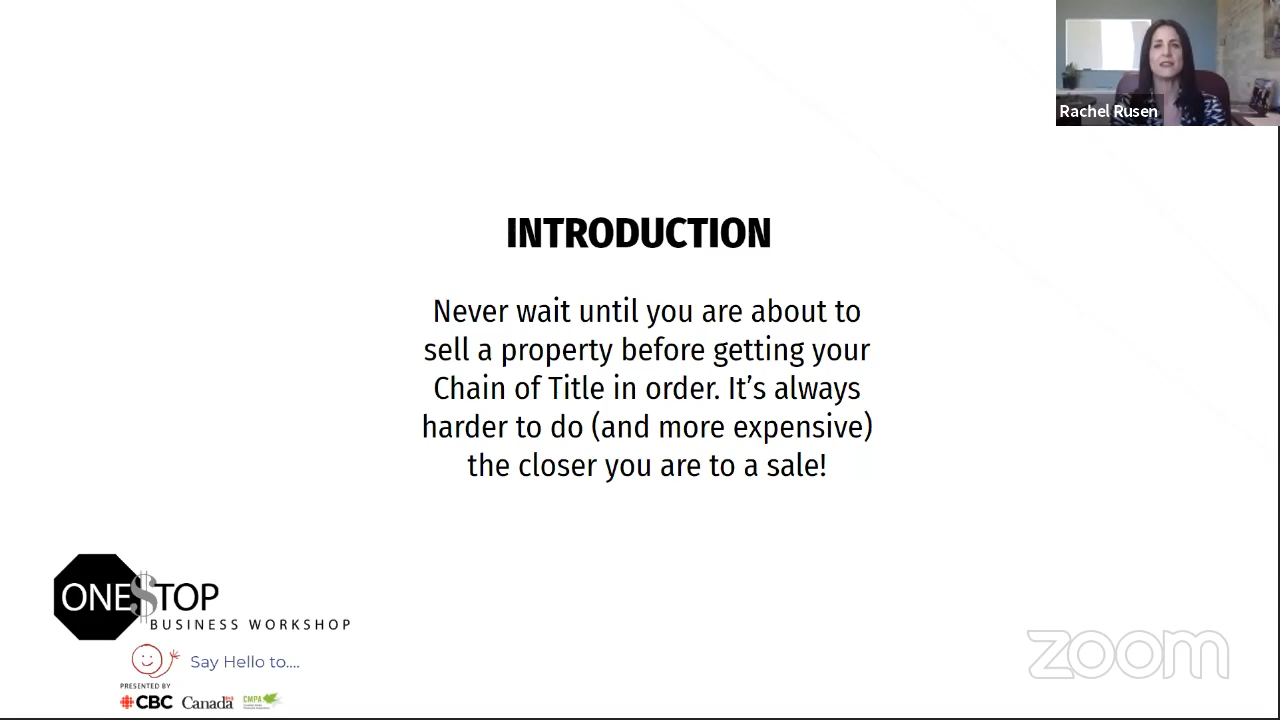 Rachel Rusen
INTRODUCTION
Never wait until you are about to
sell a property before getting your
Chain of Title in order. It’s always
harder to do (and more expensive)
the closer you are to a sale!
ONE$TOP
BUSINESS WORKSHOP
Say Hello to....
PRESENTED BY
CBC Canada CMPA
zoom